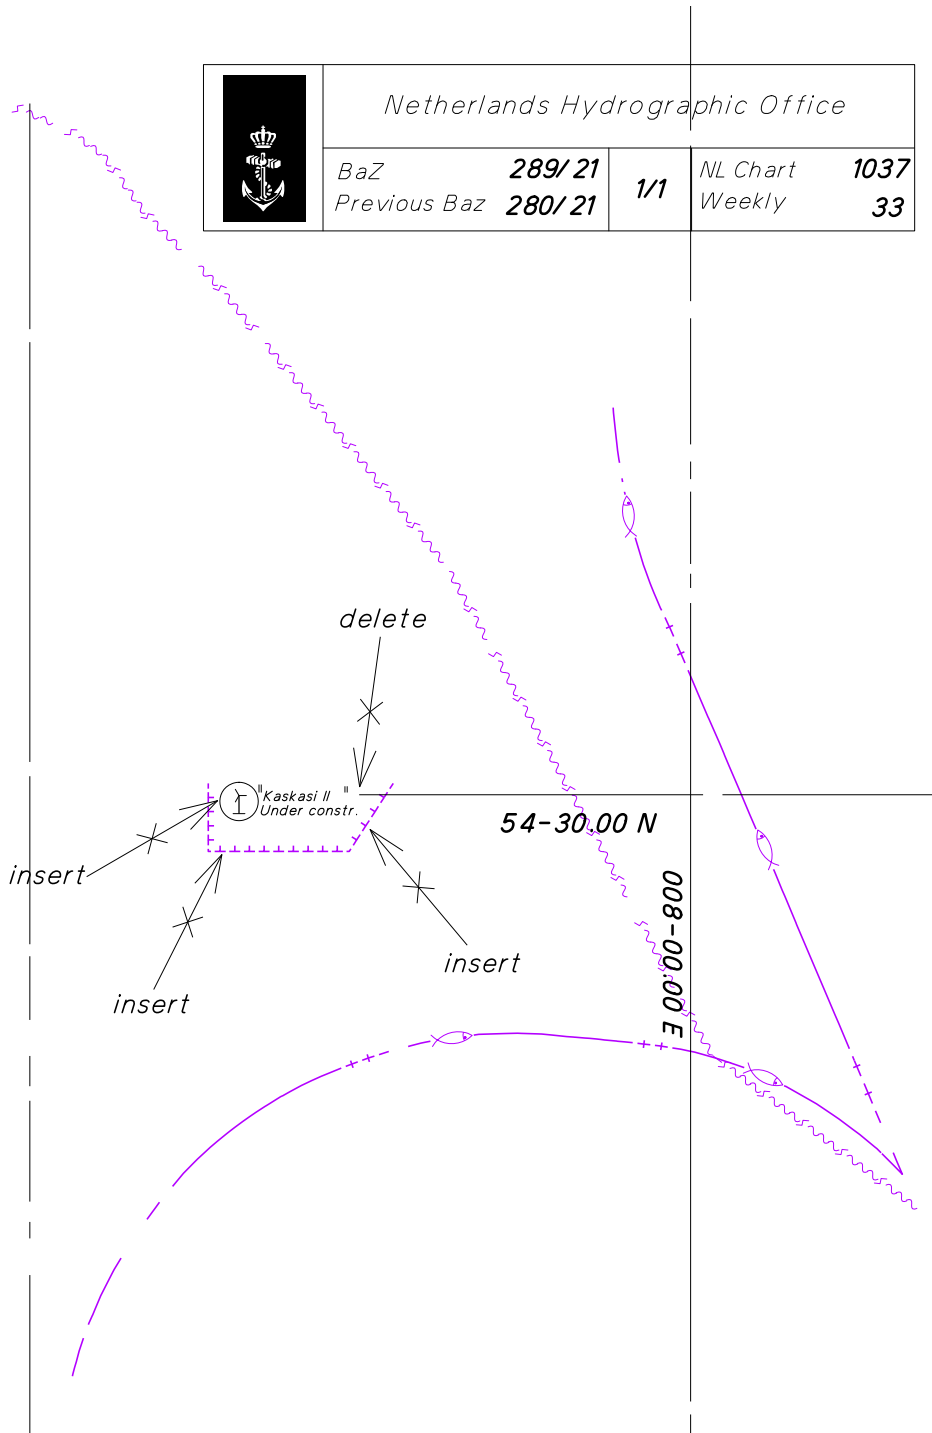 Netherlands Hydrographic Office
BaZ 289/21
Previous Baz 280/21
1/1
NL Chart 1037
Weekly 33
delete
"Kaskasi II "
Under constr.
54-30.00 N
insert
008-00.00 E
insert
insert